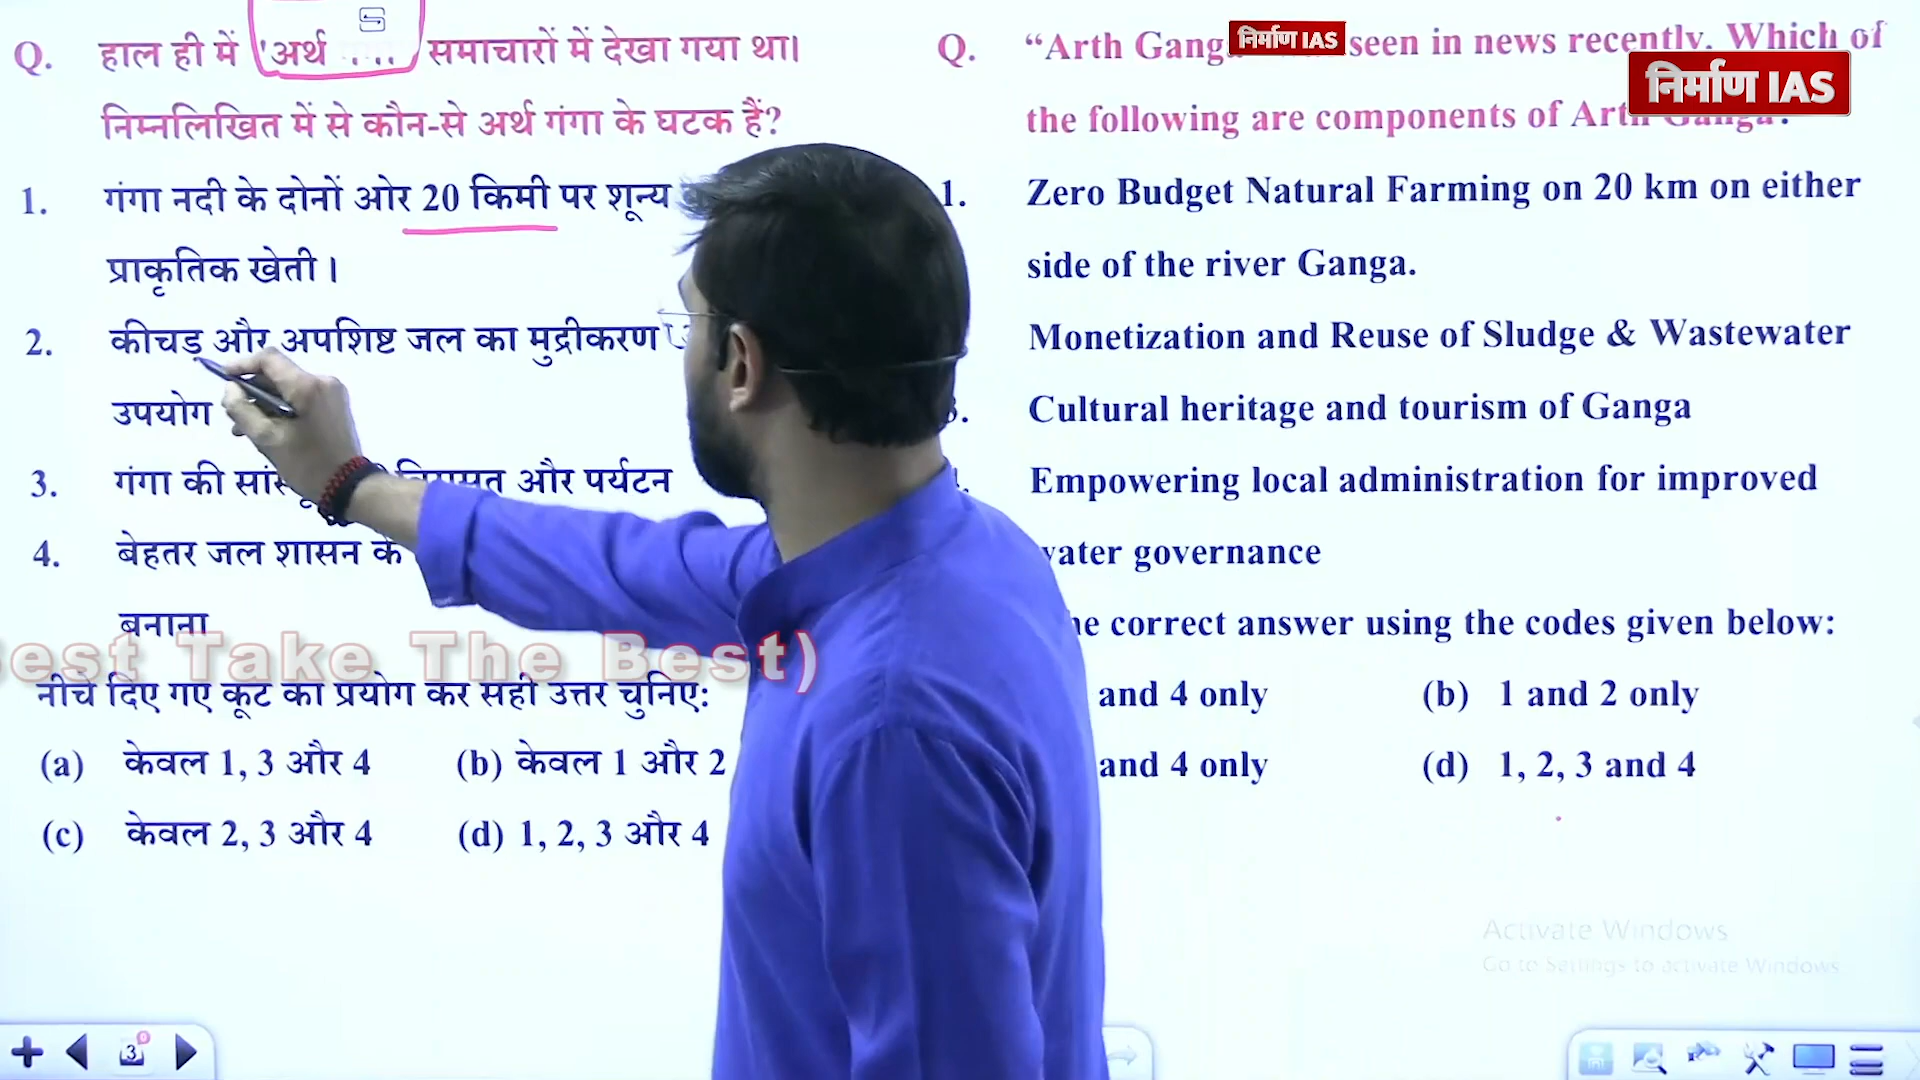 Q. हाल ही में 'अर्थ समाचारों में देखा गया था।
निम्नलिखित में से कौन-से अर्थ गंगा के घटक हैं?
1. गंगा नदी के दोनों ओर 20 किमी पर शून्य
प्राकृतिक खेती।
2. कीचड़ और अपशिष्ट जल का मुद्रीकरण
उपयोग
3. गंगा की और पर्यटन
4. बेहतर जल शासन के
बनाना
नीचे दिए गए कूट का प्रयोग कर सही उत्तर चुनिए:
(a) केवल 1, 3 और 4 (b) केवल 1 और 2
(c) केवल 2, 3 और 4 (d) 1, 2, 3 और 4
Q. “Arth Gang seen in news recently. Which of
the following are components of Arth Ganga?
1. Zero Budget Natural Farming on 20 km on either
side of the river Ganga.
Monetization and Reuse of Sludge & Wastewater
3. Cultural heritage and tourism of Ganga
Empowering local administration for improved
water governance
correct answer using the codes given below:
and 4 only (b) 1 and 2 only
and 4 only (d) 1, 2, 3 and 4
निर्माण IAS
निर्माण IAS
est Take The Best)
Activate Windows
Go to Settings to activate Windows
3